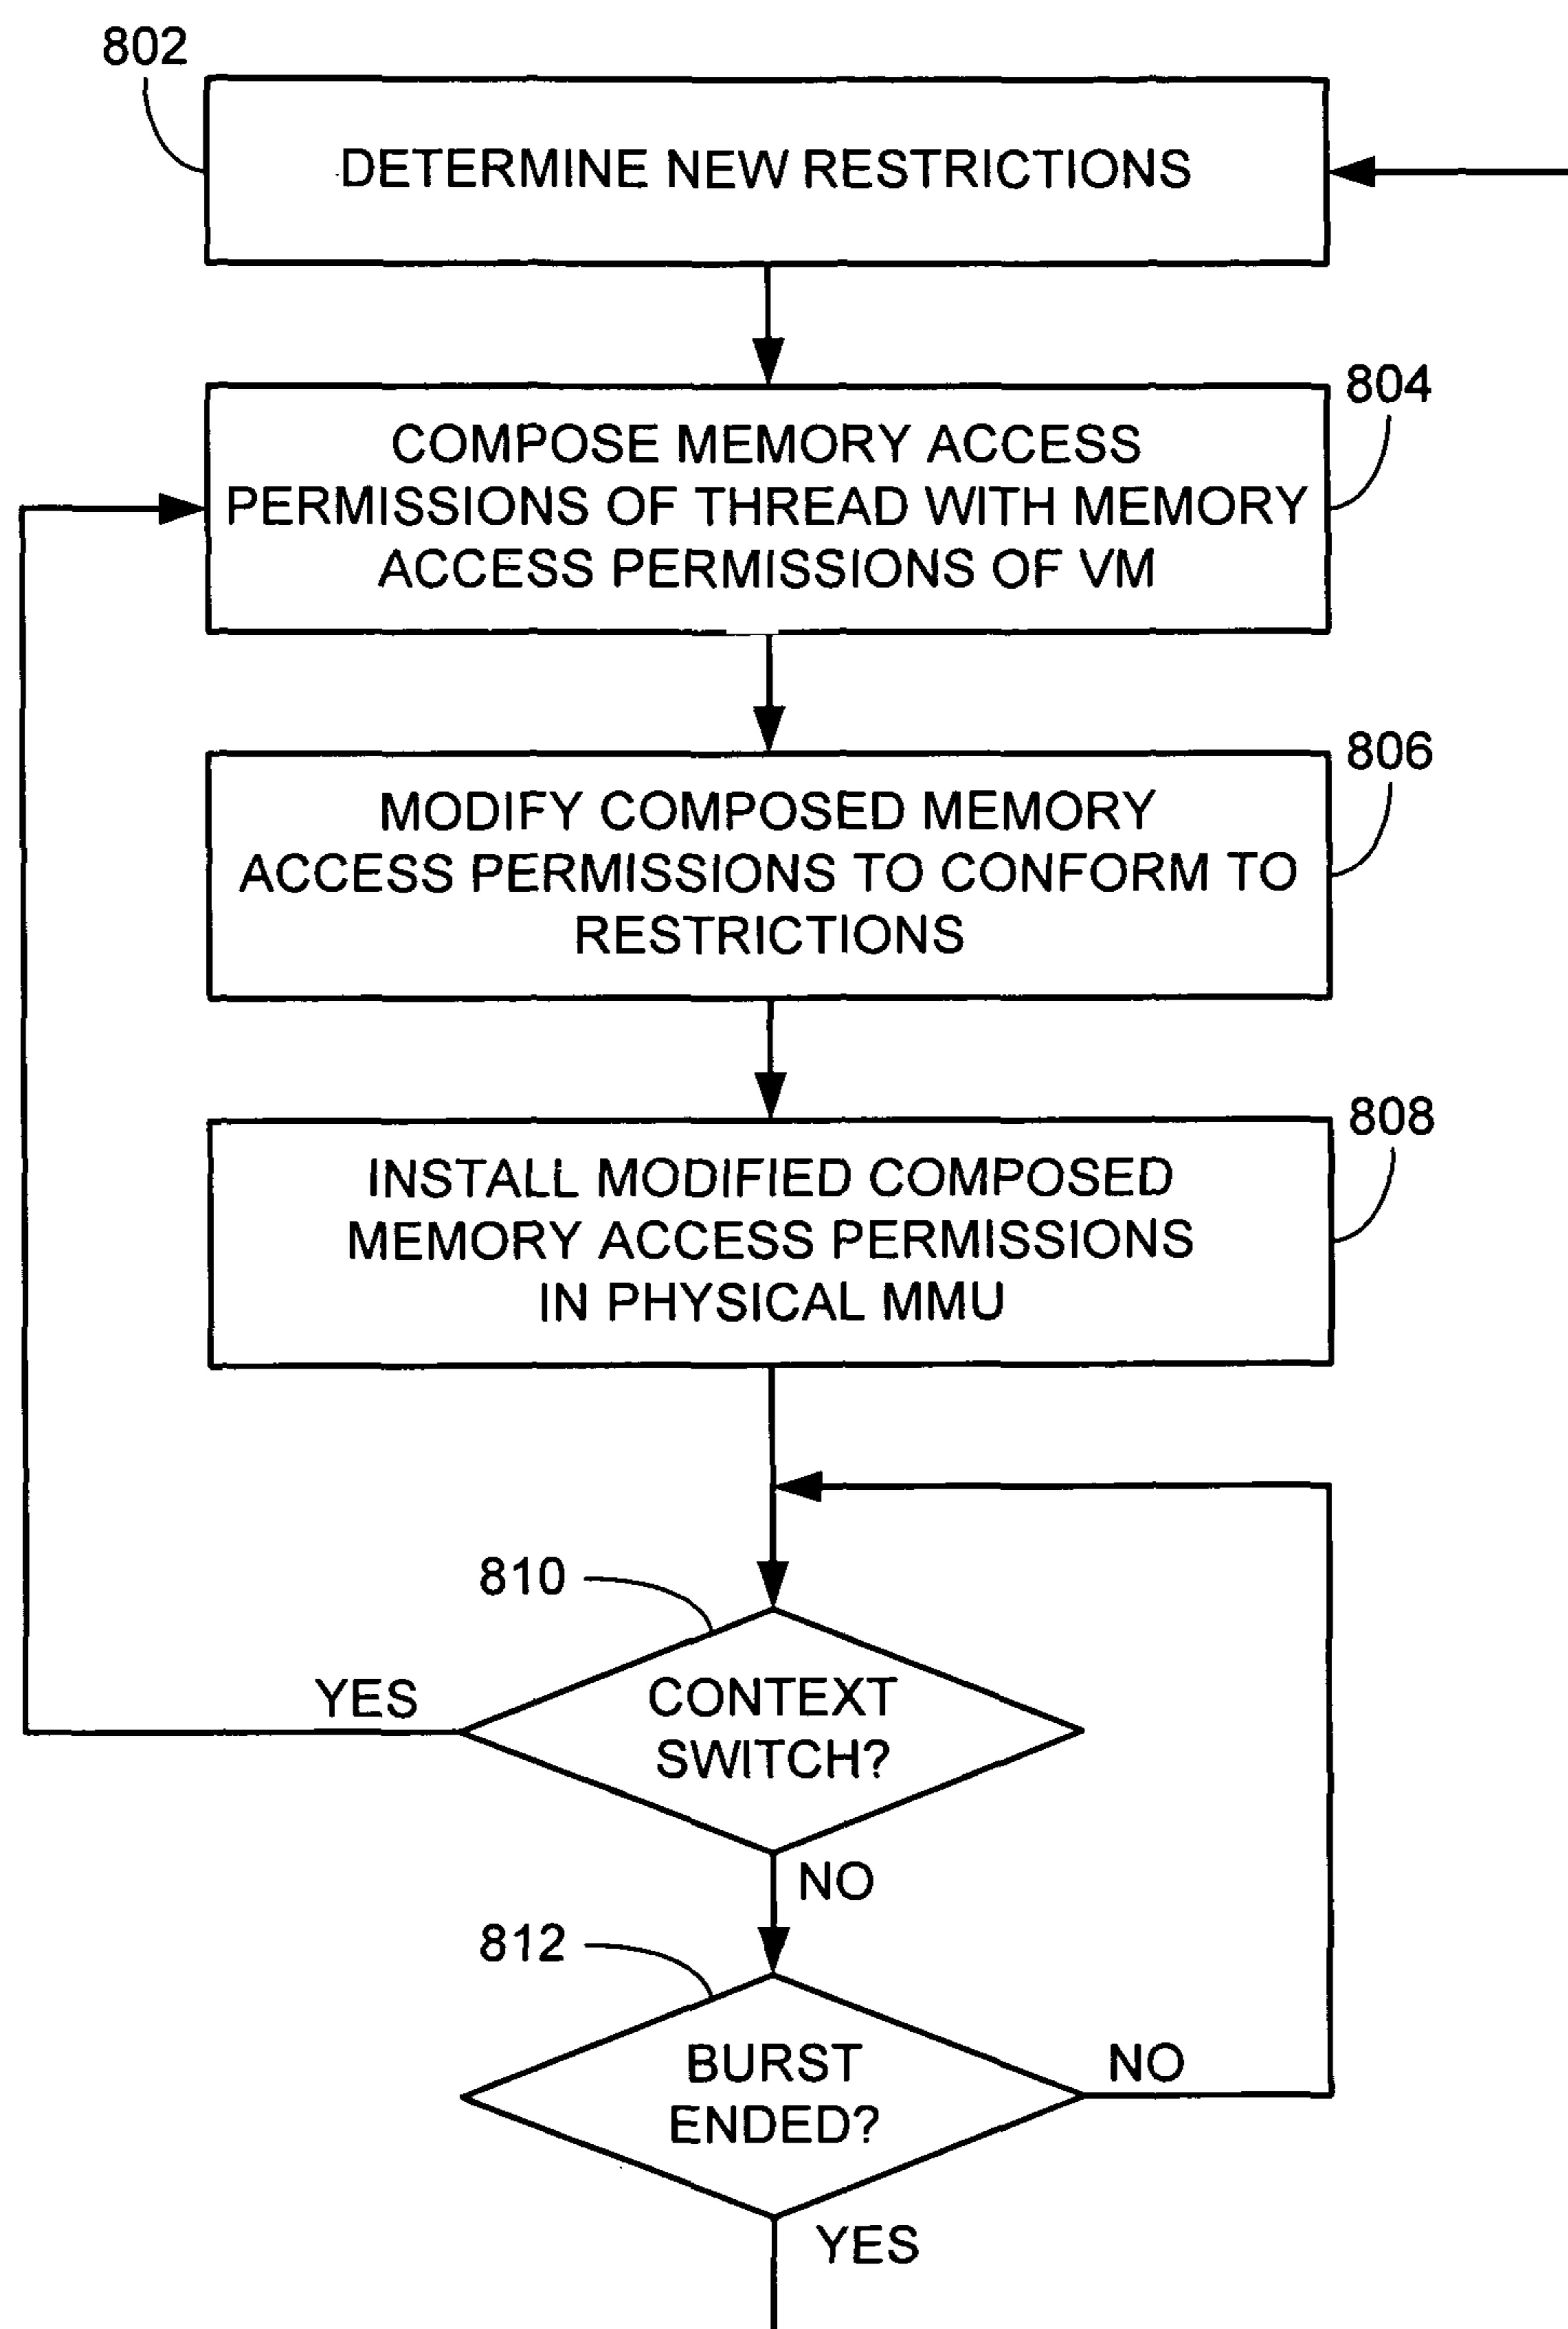 802
DETERMINE NEW RESTRICTIONS
804
COMPOSE MEMORY ACCESS
PERMISSIONS OF THREAD WITH MEMORY
ACCESS PERMISSIONS OF VM
806
MODIFY COMPOSED MEMORY
ACCESS PERMISSIONS TO CONFORM TO
RESTRICTIONS
808
INSTALL MODIFIED COMPOSED
MEMORY ACCESS PERMISSIONS
IN PHYSICAL MMU
810
YES
CONTEXT
SWITCH?
NO
812
BURST
ENDED?
NO
YES